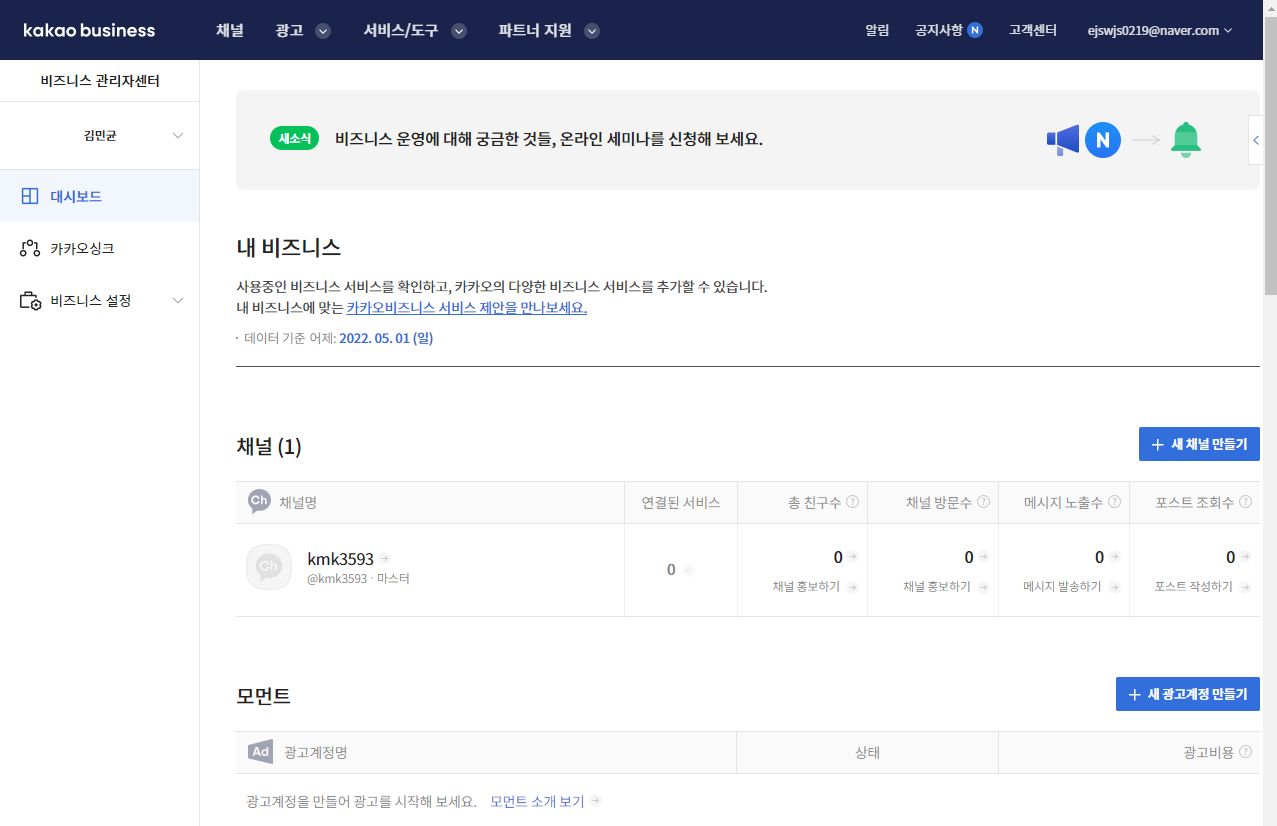 kakao business 채널 광고 서비스/도구 파트너 지원 알림 공지사항 N 고객센터 ejswjs0219@naver.com
비즈니스 관리자센터
김민균
대시보드
카카오싱크
비즈니스 설정
새소식 비즈니스 운영에 대해 궁금한 것들, 온라인 세미나를 신청해 보세요. N
내 비즈니스
사용중인 비즈니스 서비스를 확인하고, 카카오의 다양한 비즈니스 서비스를 추가할 수 있습니다.
내 비즈니스에 맞는 카카오비즈니스 서비스 제안을 만나보세요.
· 데이터 기준 어제: 2022. 05. 01 (일)
채널 (1) + 새 채널 만들기
Ch 채널명 연결된 서비스 총 친구수 ? 채널 방문수 ? 메시지 노출수 ? 포스트 조회수 ?
Ch kmk3593 0 0 0 0 0
@kmk3593 · 마스터 채널 홍보하기 채널 홍보하기 메시지 발송하기 포스트 작성하기
모먼트 + 새 광고계정 만들기
Ad 광고계정명 상태 광고비용 ?
광고계정을 만들어 광고를 시작해 보세요. 모먼트 소개 보기